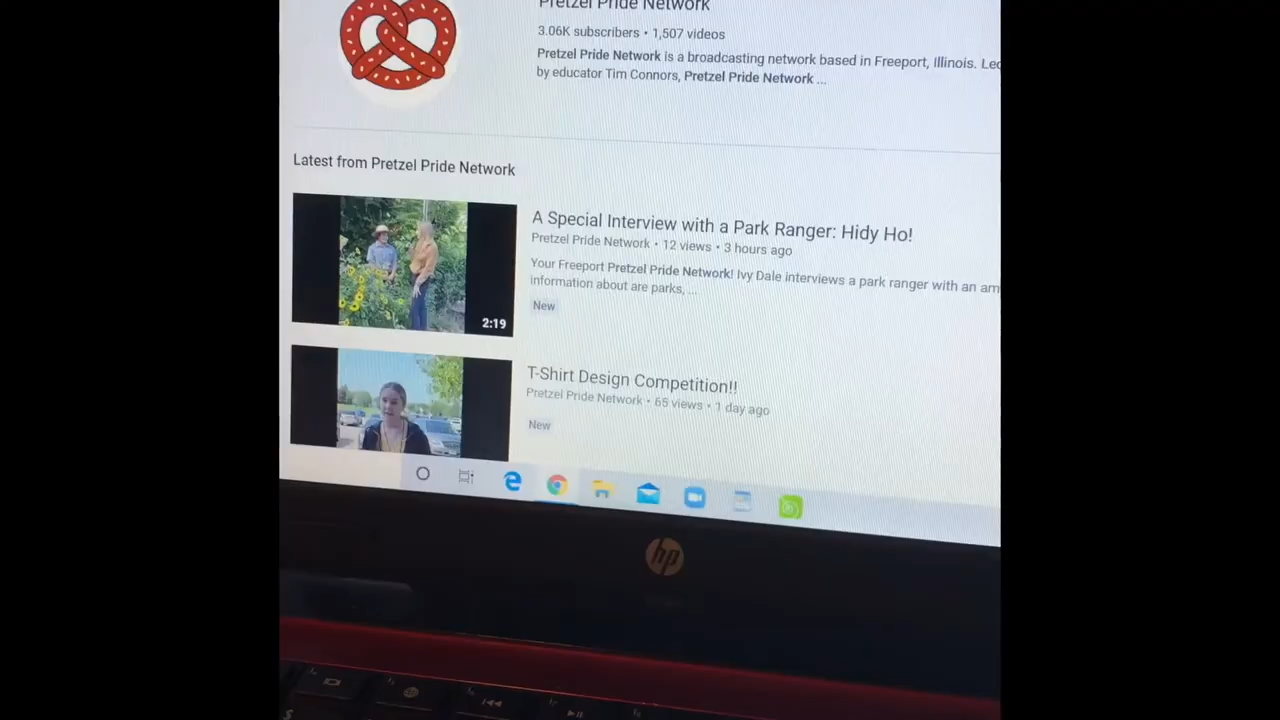 Pretzel Pride Network
3.06K subscribers • 1,507 videos
Pretzel Pride Network is a broadcasting network based in Freeport, Illinois. Led
by educator Tim Connors, Pretzel Pride Network ...
Latest from Pretzel Pride Network
A Special Interview with a Park Ranger: Hidy Ho!
Pretzel Pride Network • 12 views • 3 hours ago
Your Freeport Pretzel Pride Network! Ivy Dale interviews a park ranger with an am
information about are parks, ...
New
2:19
T-Shirt Design Competition!!
Pretzel Pride Network • 65 views • 1 day ago
New
hp